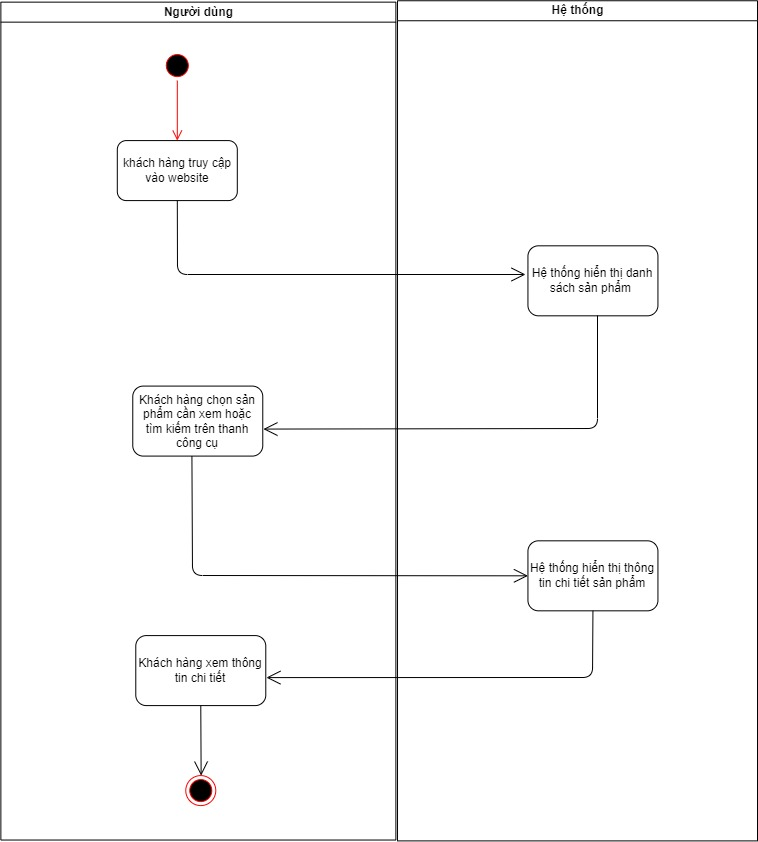 Người dùng
Hệ thống
khách hàng truy cập
vào website
Hệ thống hiển thị danh
sách sản phẩm
Khách hàng chọn sản
phẩm cần xem hoặc
tìm kiếm trên thanh
công cụ
Hệ thống hiển thị thông
tin chi tiết sản phẩm
Khách hàng xem thông
tin chi tiết